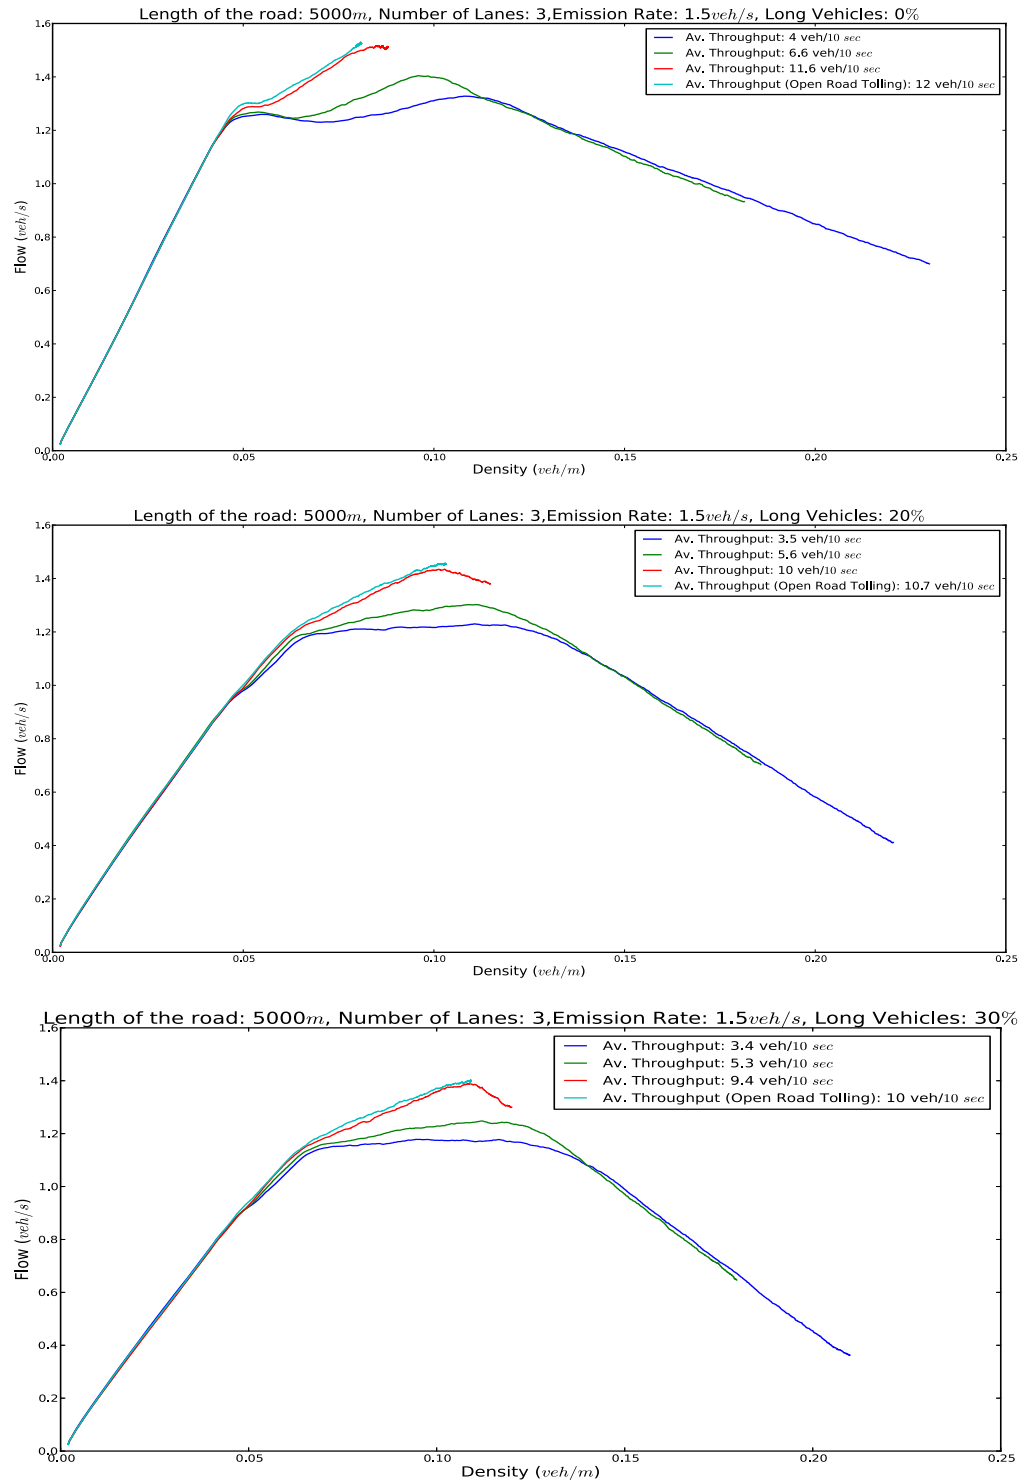 Length of the road: 5000m, Number of Lanes: 3,Emission Rate: 1.5veh/s, Long Vehicles: 0%
Av. Throughput: 4 veh/10 sec
Av. Throughput: 6.6 veh/10 sec
Av. Throughput: 11.6 veh/10 sec
Av. Throughput (Open Road Tolling): 12 veh/10 sec
1.6
1.4
1.2
1.0
0.8
0.6
0.4
0.2
0.0
Flow (veh/s)
0.00 0.05 0.10 0.15 0.20 0.25
Density (veh/m)
Length of the road: 5000m, Number of Lanes: 3,Emission Rate: 1.5veh/s, Long Vehicles: 20%
Av. Throughput: 3.5 veh/10 sec
Av. Throughput: 5.6 veh/10 sec
Av. Throughput: 10 veh/10 sec
Av. Throughput (Open Road Tolling): 10.7 veh/10 sec
1.6
1.4
1.2
1.0
0.8
0.6
0.4
0.2
0.0
Flow (veh/s)
0.00 0.05 0.10 0.15 0.20 0.25
Density (veh/m)
Length of the road: 5000m, Number of Lanes: 3,Emission Rate: 1.5veh/s, Long Vehicles: 30%
Av. Throughput: 3.4 veh/10 sec
Av. Throughput: 5.3 veh/10 sec
Av. Throughput: 9.4 veh/10 sec
Av. Throughput (Open Road Tolling): 10 veh/10 sec
1.6
1.4
1.2
1.0
0.8
0.6
0.4
0.2
0.0
Flow (veh/s)
0.00 0.05 0.10 0.15 0.20 0.25
Density (veh/m)